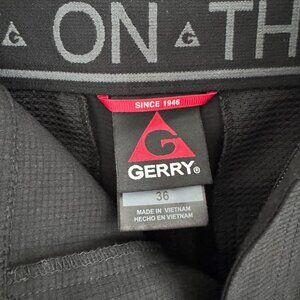 ON TH
SINCE 1946
G
GERRY®
36
MADE IN VIETNAM
HECHO EN VIETNAM